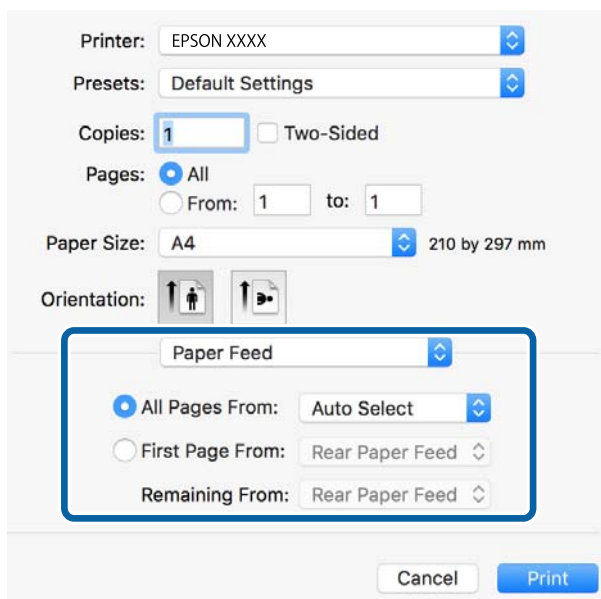 Printer: EPSON XXXX
Presets: Default Settings
Copies: 1 Two-Sided
Pages: All
From: 1 to: 1
Paper Size: A4 210 by 297 mm
Orientation:
Paper Feed
All Pages From: Auto Select
First Page From: Rear Paper Feed
Remaining From: Rear Paper Feed
Cancel Print